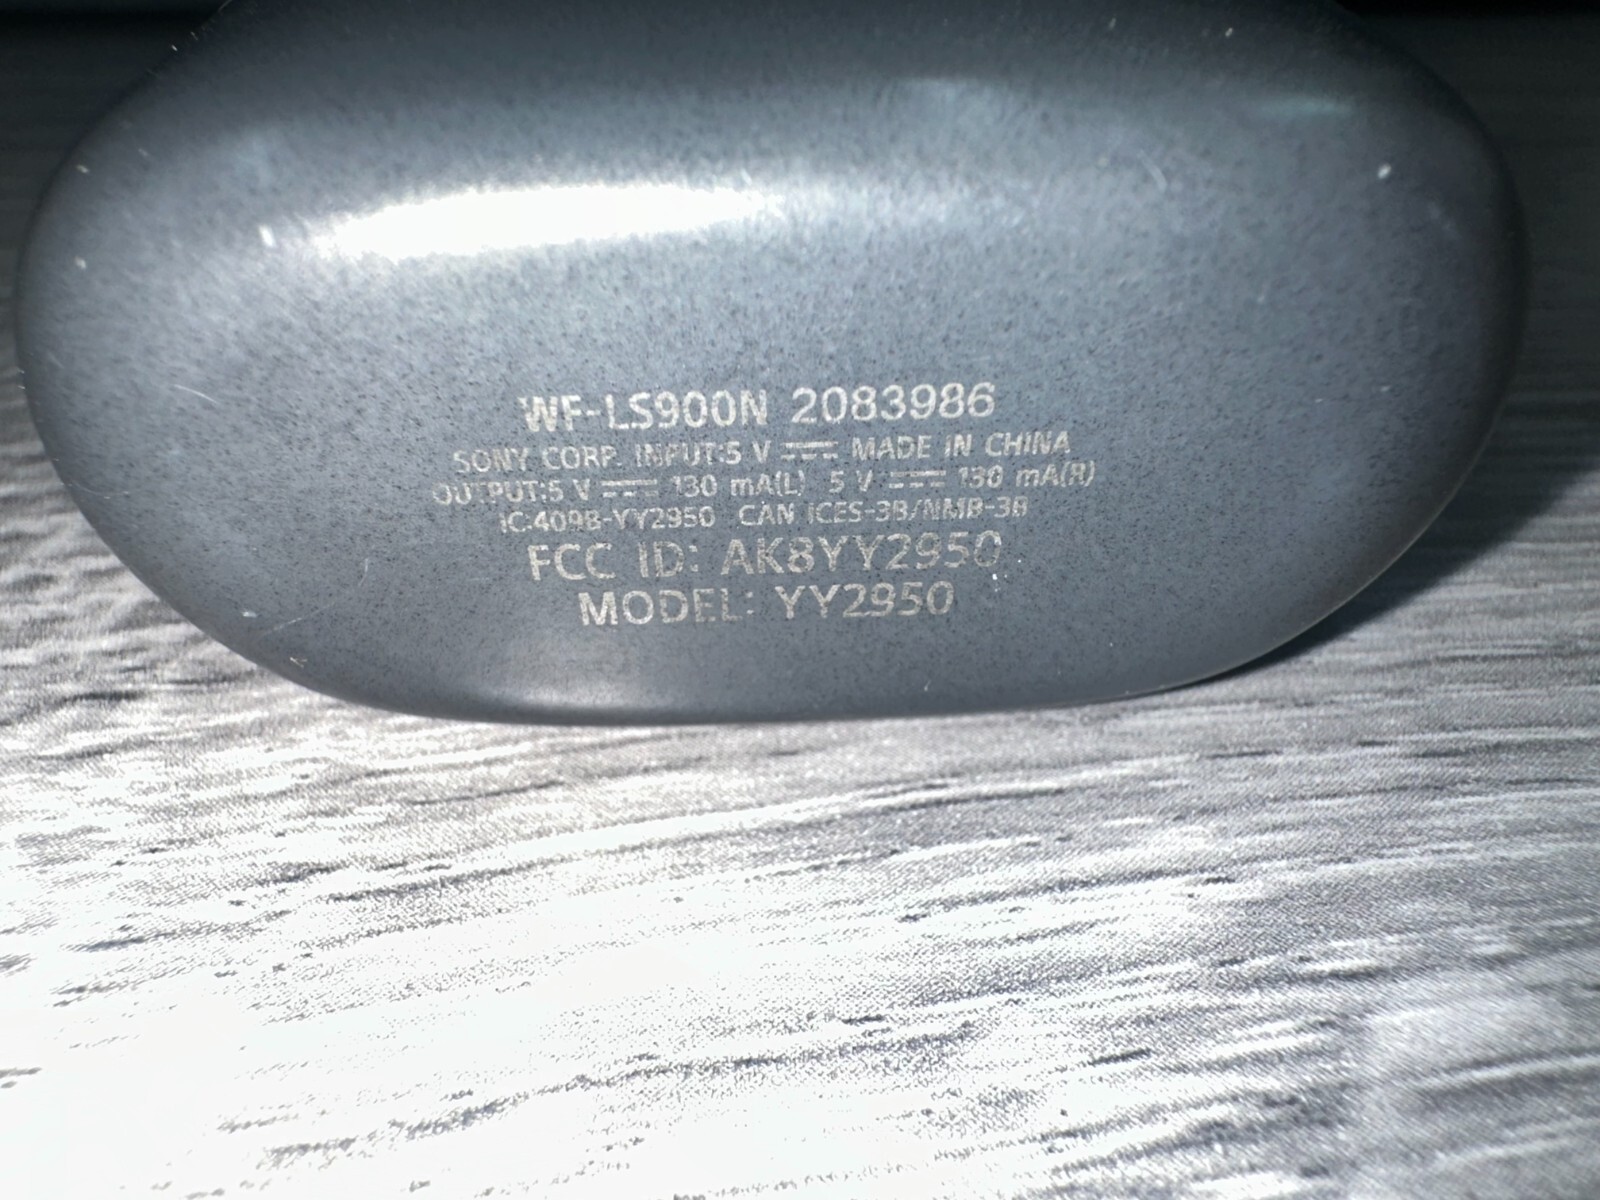 WF-LS900N 2083986
SONY CORP. INPUT:5 V ⎓ MADE IN CHINA
OUTPUT:5 V ⎓ 130 mA(L) 5 V ⎓ 130 mA(R)
IC:409B-YY2950 CAN ICES-3B/NMB-3B
FCC ID: AK8YY2950
MODEL: YY2950